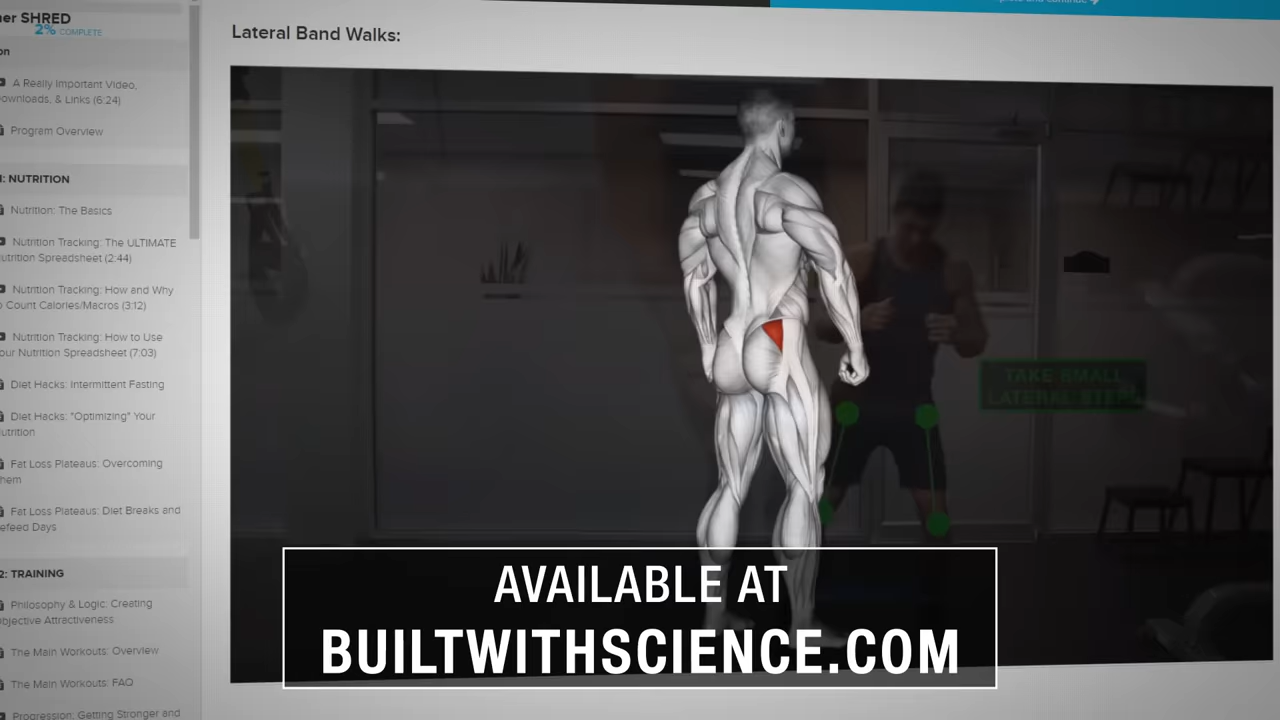 er SHRED
2% COMPLETE
on
A Really Important Video,
ownloads, & Links (6:24)
Program Overview
: NUTRITION
Nutrition: The Basics
Nutrition Tracking: The ULTIMATE
utrition Spreadsheet (2:44)
Nutrition Tracking: How and Why
o Count Calories/Macros (3:12)
Nutrition Tracking: How to Use
our Nutrition Spreadsheet (7:03)
Diet Hacks: Intermittent Fasting
Diet Hacks: "Optimizing" Your
utrition
Fat Loss Plateaus: Overcoming
hem
Fat Loss Plateaus: Diet Breaks and
efeed Days
2: TRAINING
Philosophy & Logic: Creating
bjective Attractiveness
The Main Workouts: Overview
The Main Workouts: FAQ
Progression: Getting Stronger and
Lateral Band Walks:
TAKE SMALL
LATERAL STEPS
AVAILABLE AT
BUILTWITHSCIENCE.COM